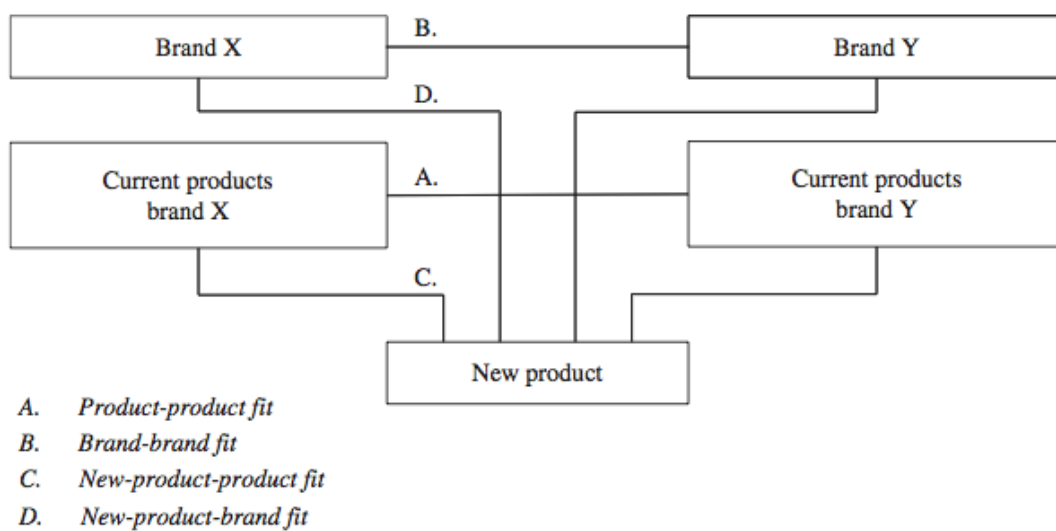 Brand X
B.
Brand Y
D.
Current products
brand X
A.
Current products
brand Y
C.
New product
A. Product-product fit
B. Brand-brand fit
C. New-product-product fit
D. New-product-brand fit